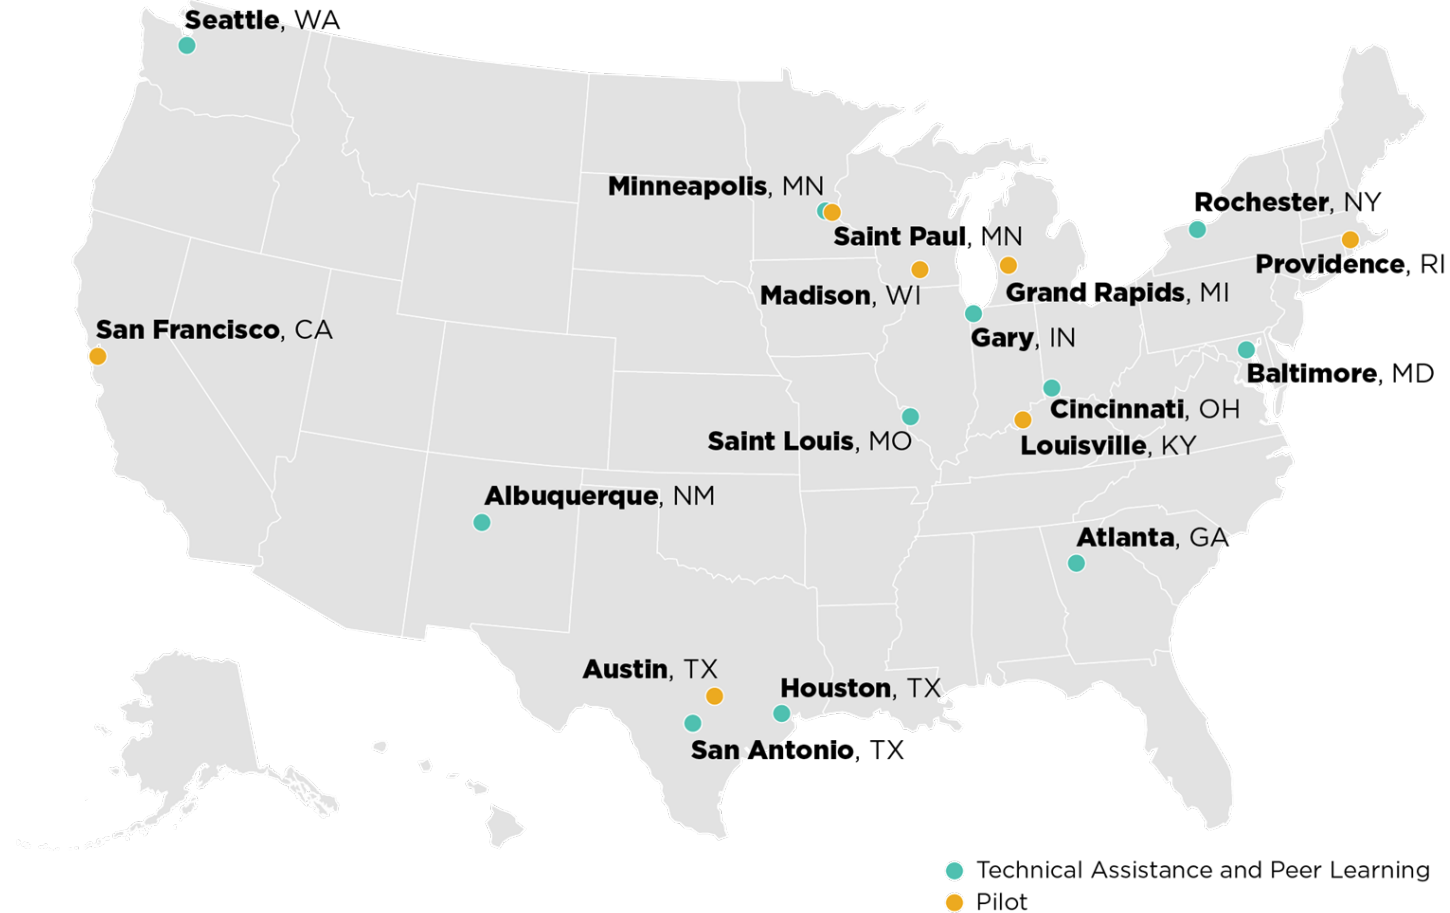 Seattle, WA
Minneapolis, MN
Rochester, NY
Saint Paul, MN
Providence, RI
Madison, WI
Grand Rapids, MI
San Francisco, CA
Gary, IN
Baltimore, MD
Cincinnati, OH
Saint Louis, MO
Louisville, KY
Albuquerque, NM
Atlanta, GA
Austin, TX
Houston, TX
San Antonio, TX
Technical Assistance and Peer Learning
Pilot